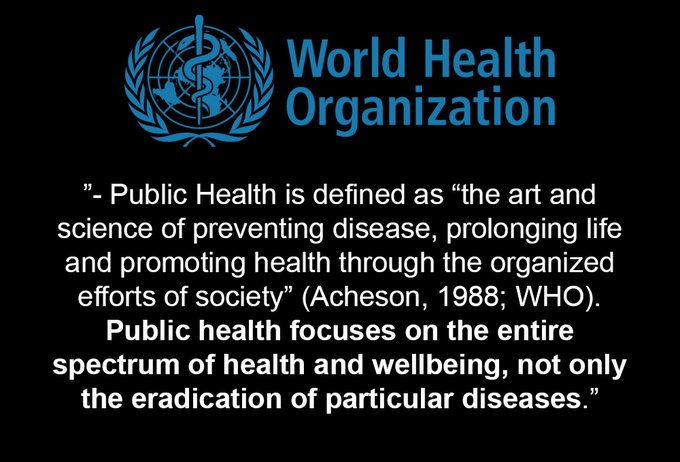 World Health
Organization
”- Public Health is defined as “the art and
science of preventing disease, prolonging life
and promoting health through the organized
efforts of society” (Acheson, 1988; WHO).
Public health focuses on the entire
spectrum of health and wellbeing, not only
the eradication of particular diseases.”